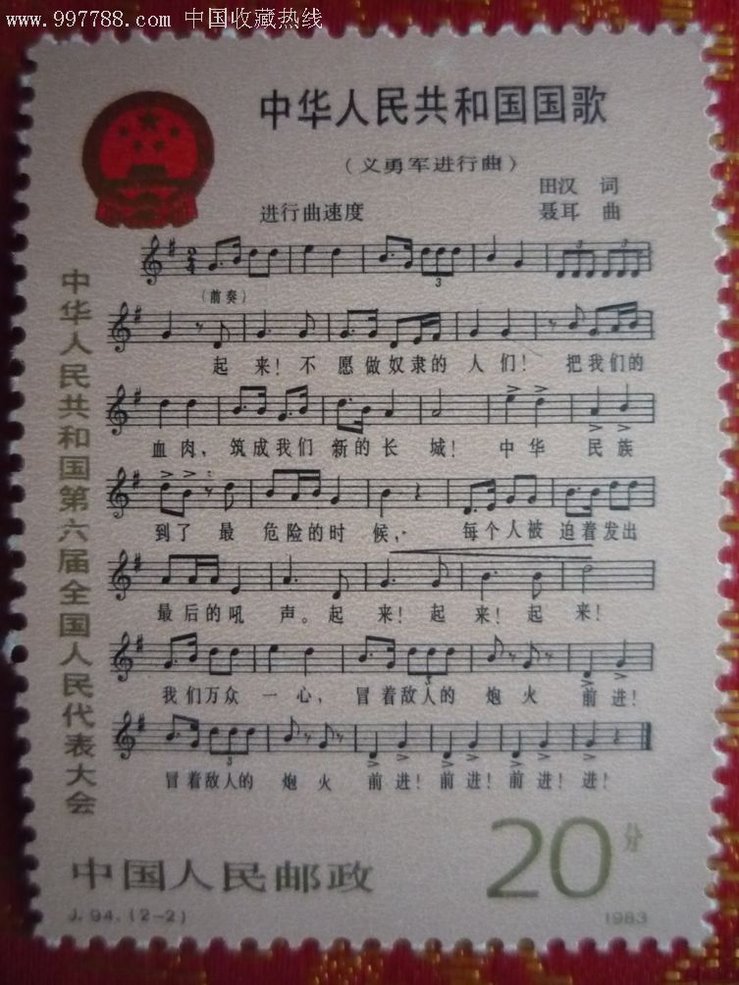 www.997788.com 中国收藏热线
中华人民共和国国歌
(义勇军进行曲)
田汉 词
进行曲速度 聂耳 曲
(前奏)
起来!不愿做奴隶的人们!把我们的
血肉,筑成我们新的长城!中华民族
到了最危险的时候,每个人被迫着发出
最后的吼声。起来!起来!起来!
我们万众一心,冒着敌人的炮火前进!
冒着敌人的炮火前进!前进!前进!进!
中华人民共和国第六届全国人民代表大会
20分
中国人民邮政
J.94.(2-2) 1983